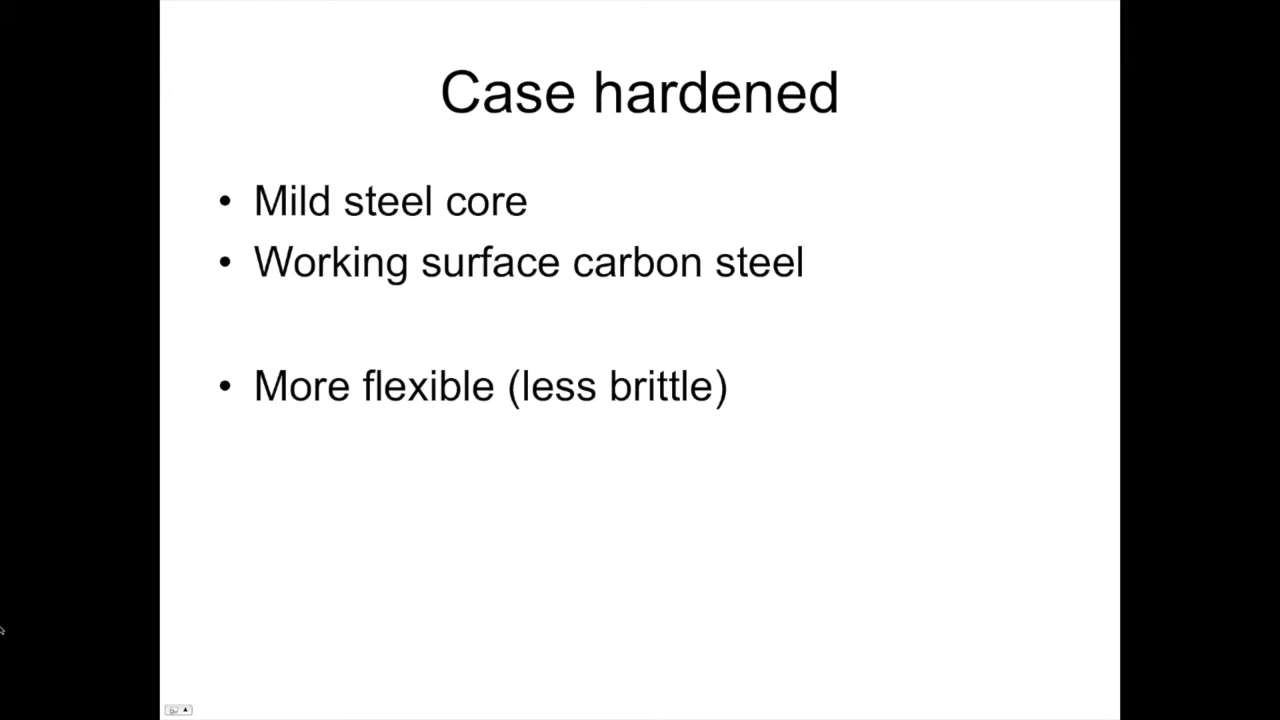 Case hardened
• Mild steel core
• Working surface carbon steel
• More flexible (less brittle)